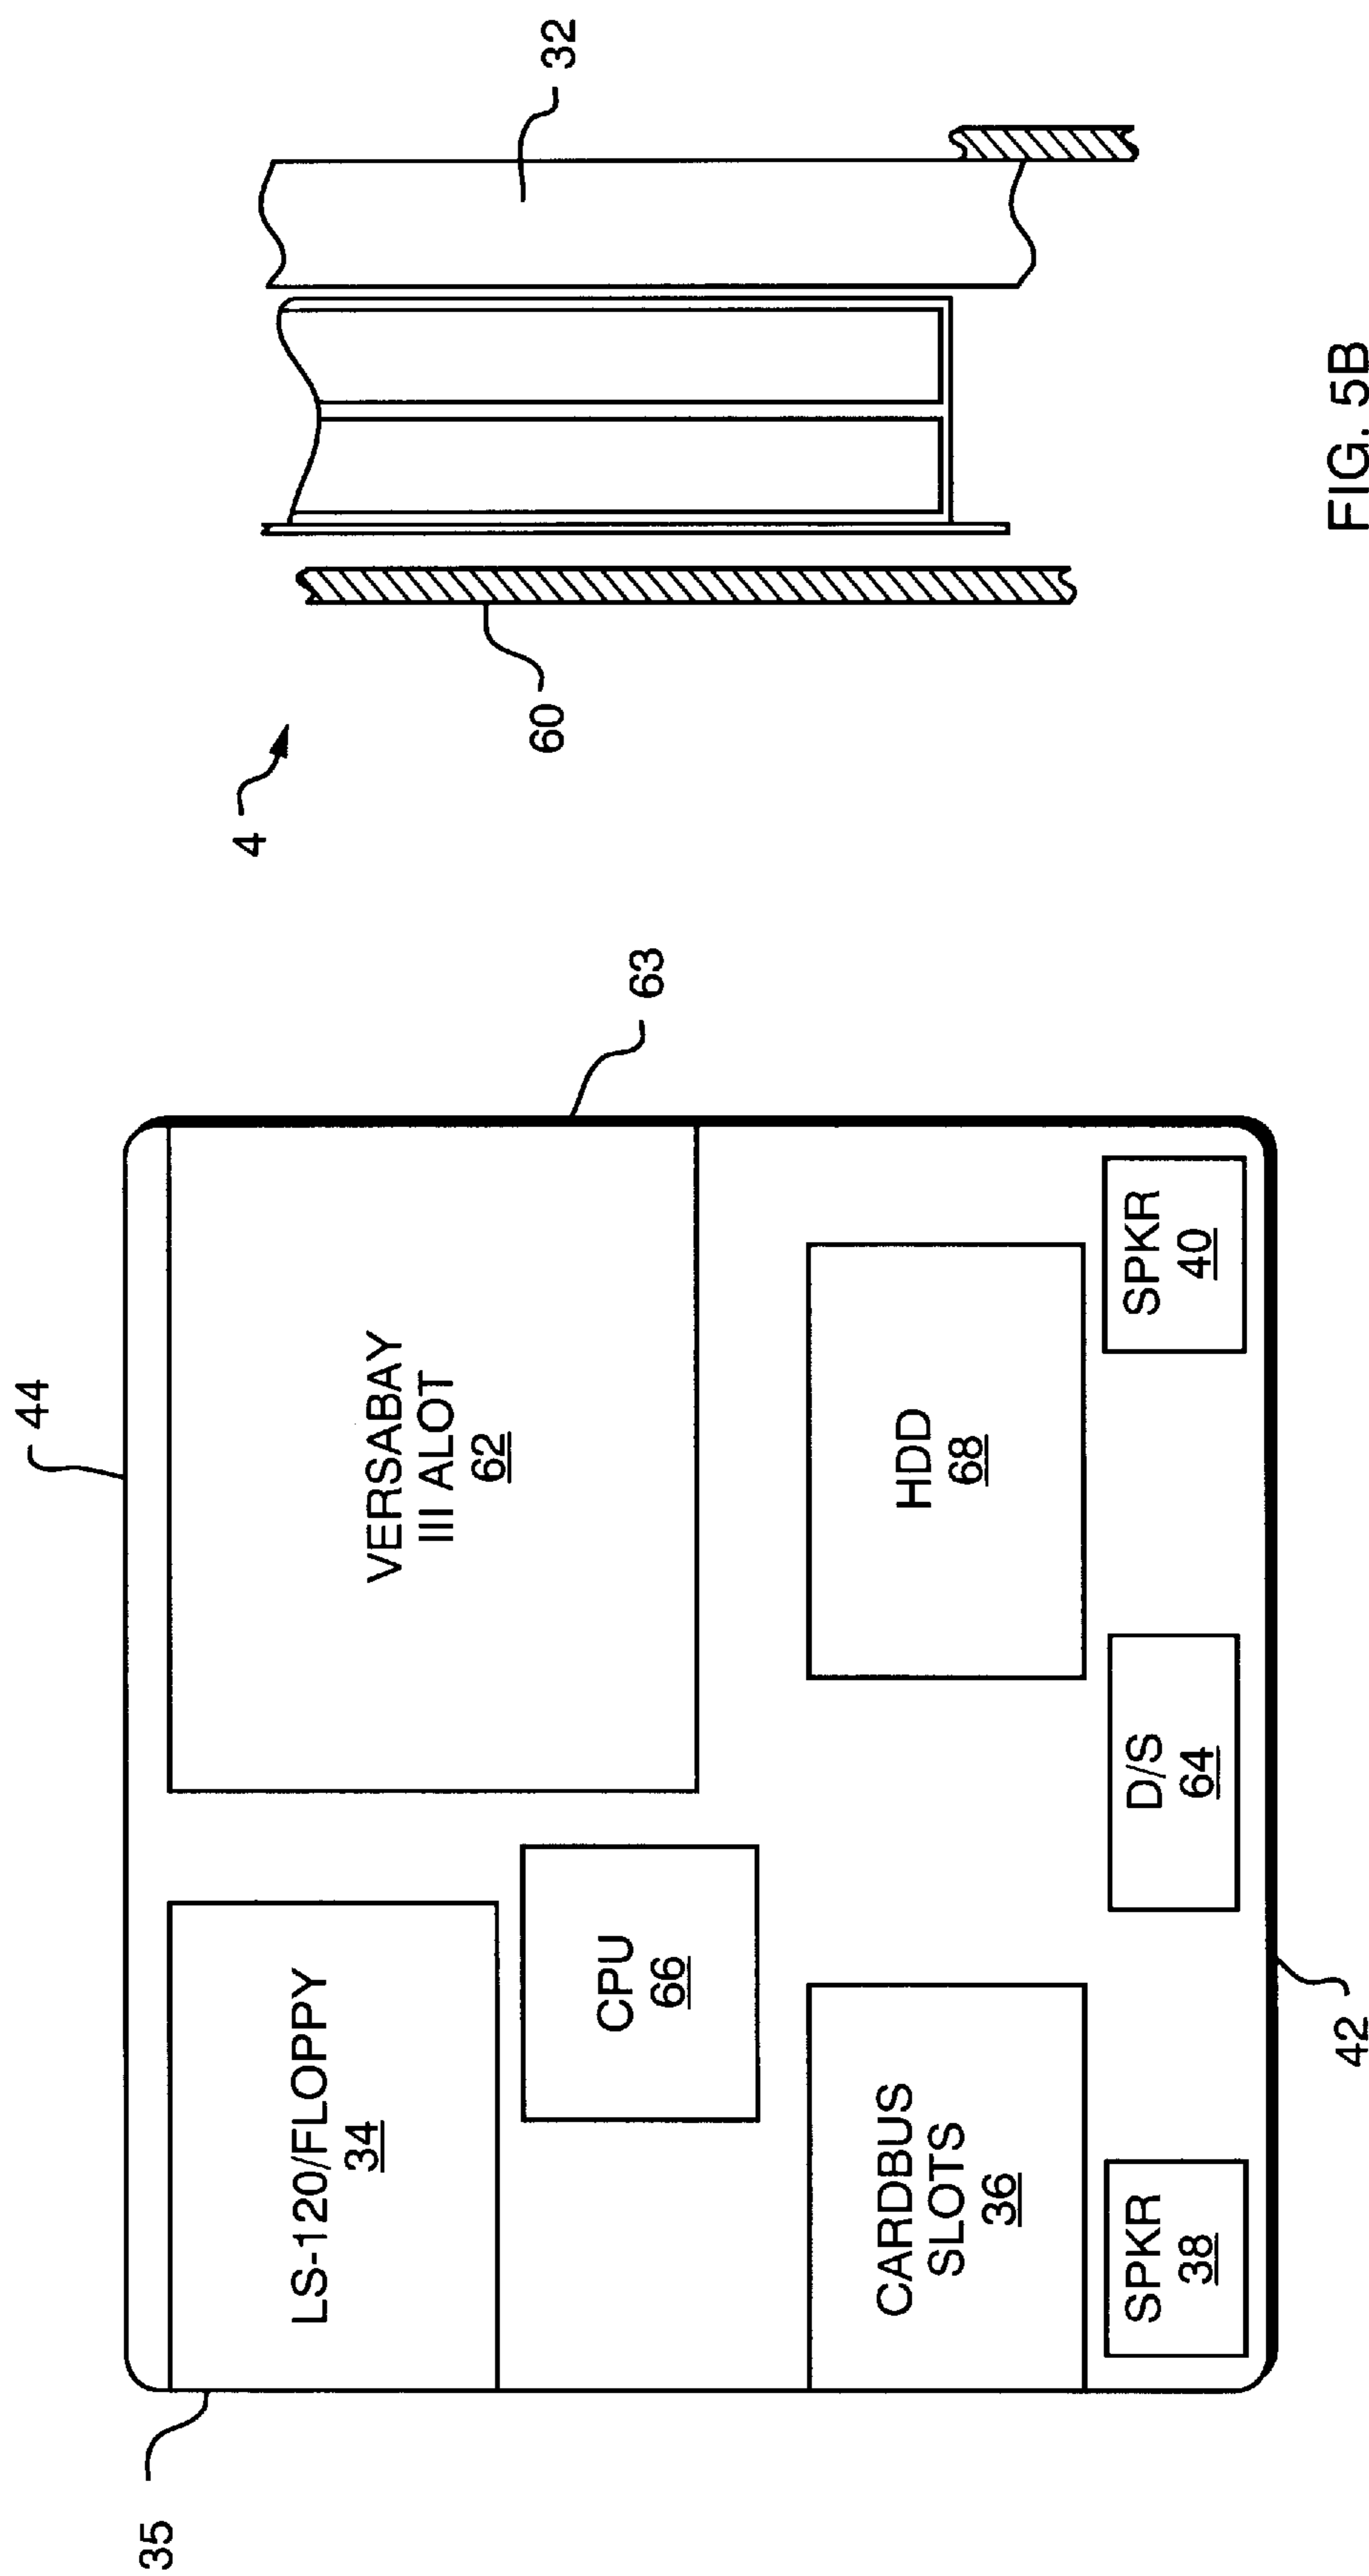 44
35
LS-120/FLOPPY
34
VERSABAY
III ALOT
62
63
CPU
66
CARDBUS
SLOTS
36
HDD
68
SPKR
38
D/S
64
SPKR
40
42
4
60
32
FIG. 5B